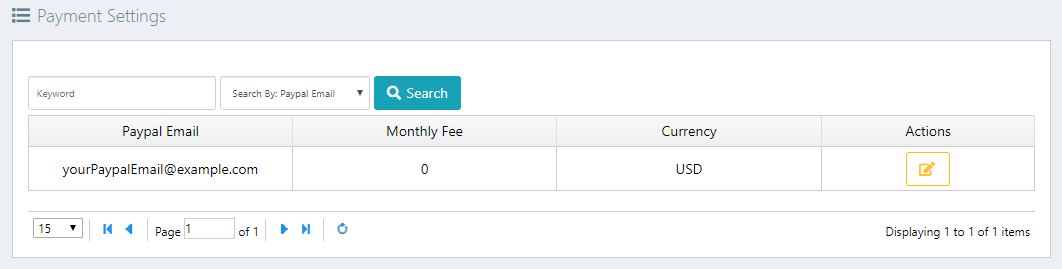 Payment Settings
Keyword Search By: Paypal Email Search
Paypal Email Monthly Fee Currency Actions
yourPaypalEmail@example.com 0 USD
15 Page 1 of 1 Displaying 1 to 1 of 1 items